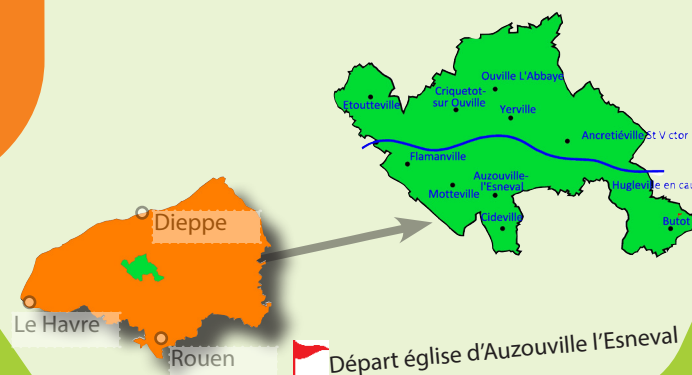 Ouville L'Abbaye
Criquetot-
sur Ouville
Etoutteville
Yerville
Ancretiéville St Victor
Flamanville
Auzouville-
l'Esneval
Motteville
Hugleville en cau
Cideville
Butot
Dieppe
Le Havre
Rouen
Départ église d'Auzouville l'Esneval